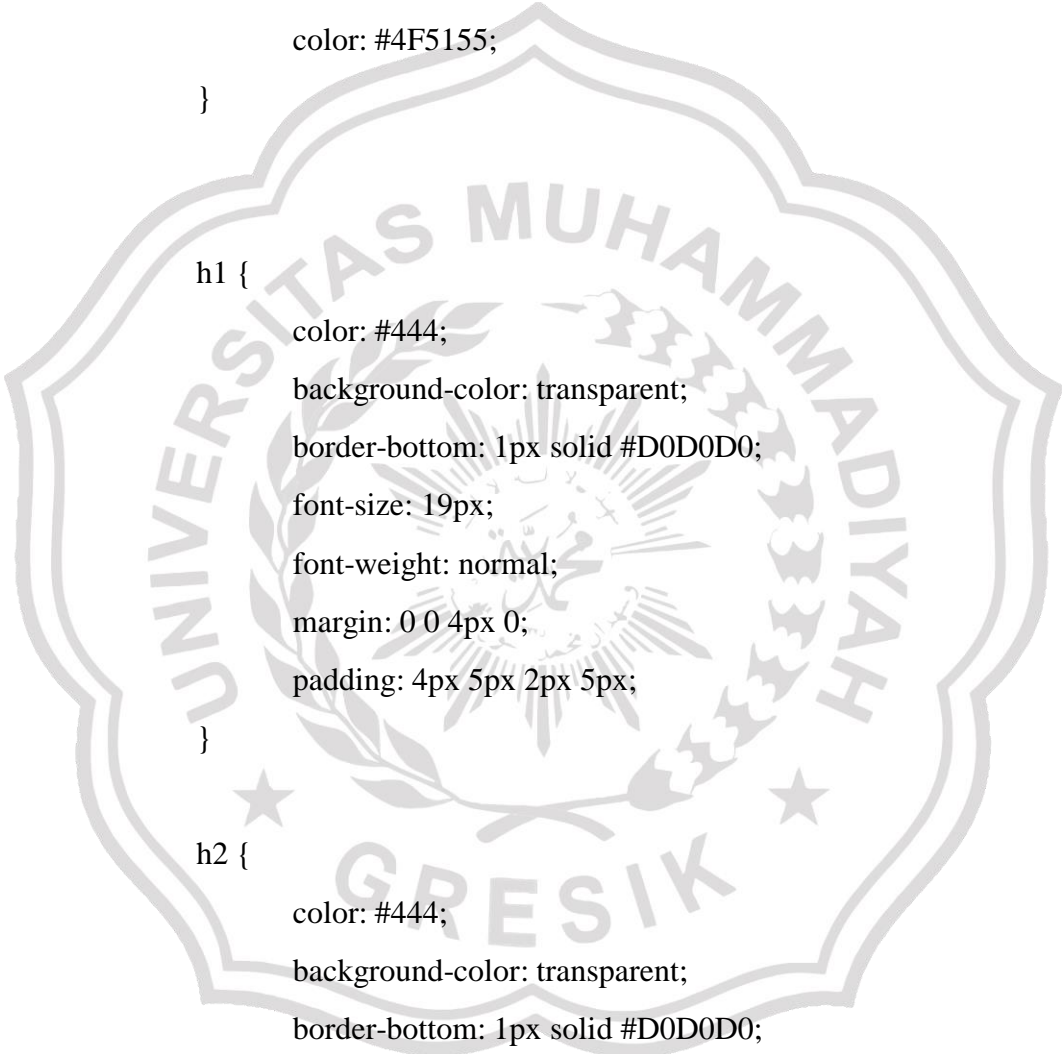 color: #4F5155;
}
UNIVERSITAS MUHAMMADIYAH
h1 {
color: #444;
background-color: transparent;
border-bottom: 1px solid #D0D0D0;
font-size: 19px;
font-weight: normal;
margin: 0 0 4px 0;
padding: 4px 5px 2px 5px;
}
h2 {
GRESIK
color: #444;
background-color: transparent;
border-bottom: 1px solid #D0D0D0;